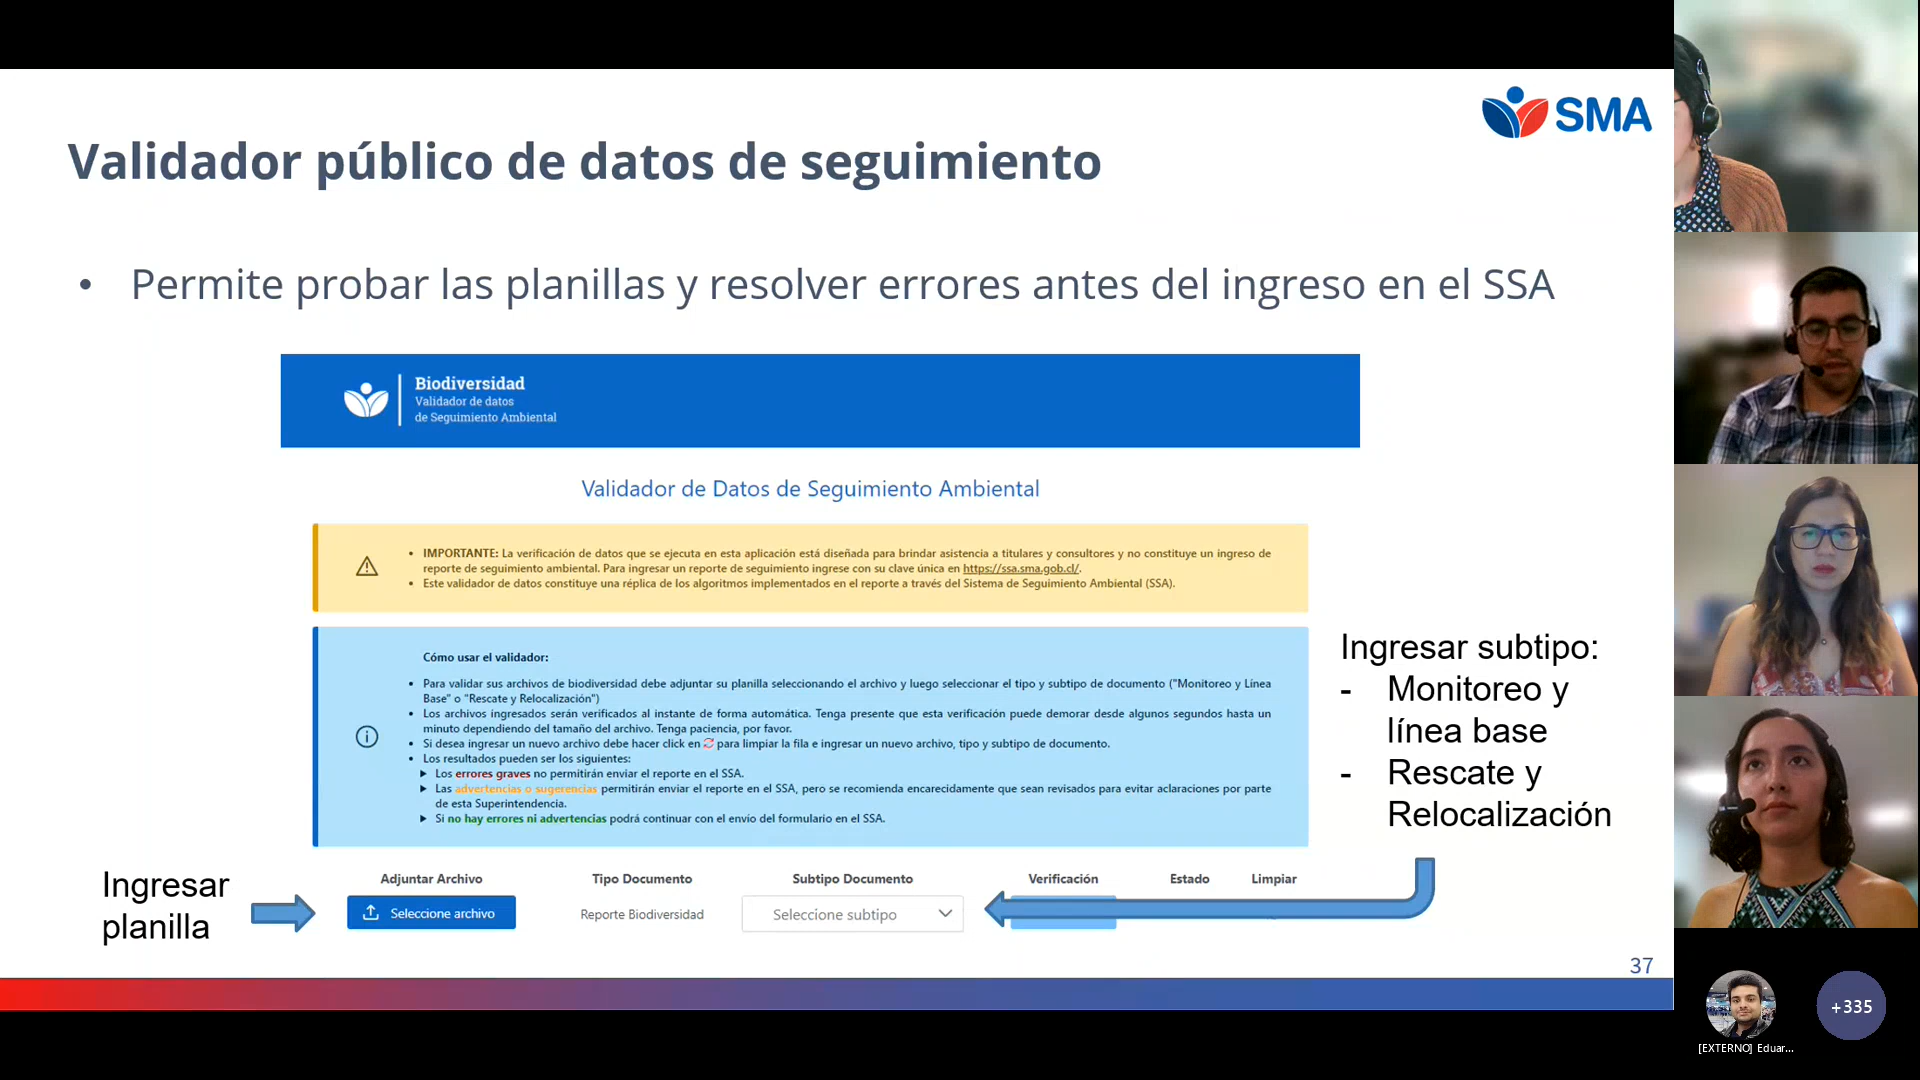 SMA
Validador público de datos de seguimiento
• Permite probar las planillas y resolver errores antes del ingreso en el SSA
Biodiversidad
Validador de datos
de Seguimiento Ambiental
Validador de Datos de Seguimiento Ambiental
• IMPORTANTE: La verificación de datos que se ejecuta en esta aplicación está diseñada para brindar asistencia a titulares y consultores y no constituye un ingreso de
reporte de seguimiento ambiental. Para ingresar un reporte de seguimiento ingrese con su clave única en https://ssa.sma.gob.cl/.
• Este validador de datos constituye una réplica de los algoritmos implementados en el reporte a través del Sistema de Seguimiento Ambiental (SSA).
Cómo usar el validador:
• Para validar sus archivos de biodiversidad debe adjuntar su planilla seleccionando el archivo y luego seleccionar el tipo y subtipo de documento ("Monitoreo y Línea
Base" o "Rescate y Relocalización")
• Los archivos ingresados serán verificados al instante de forma automática. Tenga presente que esta verificación puede demorar desde algunos segundos hasta un
minuto dependiendo del tamaño del archivo. Tenga paciencia, por favor.
• Si desea ingresar un nuevo archivo debe hacer click en para limpiar la fila e ingresar un nuevo archivo, tipo y subtipo de documento.
• Los resultados pueden ser los siguientes:
Los errores graves no permitirán enviar el reporte en el SSA.
Las advertencias o sugerencias permitirán enviar el reporte en el SSA, pero se recomienda encarecidamente que sean revisados para evitar aclaraciones por parte
de esta Superintendencia.
Si no hay errores ni advertencias podrá continuar con el envío del formulario en el SSA.
Ingresar subtipo:
- Monitoreo y
línea base
- Rescate y
Relocalización
Ingresar
planilla
Adjuntar Archivo Tipo Documento Subtipo Documento Verificación Estado Limpiar
Seleccione archivo Reporte Biodiversidad Seleccione subtipo
37
+335
[EXTERNO] Eduar...